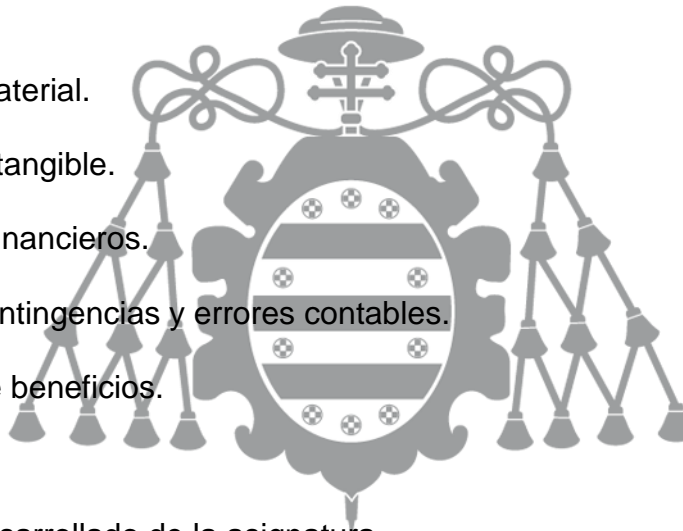 aterial.
tangible.
nancieros.
ntingencias y errores contables.
e beneficios.
sarrollado de la asignatura